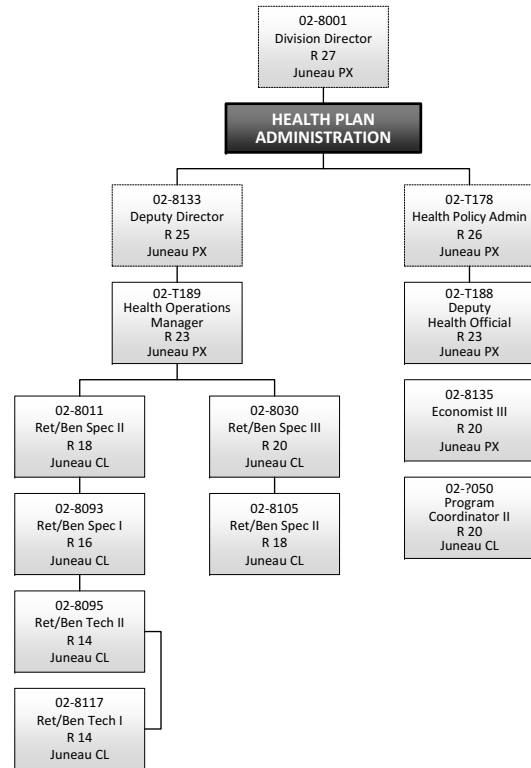 02-8001
Division Director
R 27
Juneau PX
HEALTH PLAN
ADMINISTRATION
02-8133
Deputy Director
R 25
Juneau PX
02-T178
Health Policy Admin
R 26
Juneau PX
02-T189
Health Operations
Manager
R 23
Juneau PX
02-T188
Deputy
Health Official
R 23
Juneau PX
02-8011
Ret/Ben Spec II
R 18
Juneau CL
02-8030
Ret/Ben Spec III
R 20
Juneau CL
02-8135
Economist III
R 20
Juneau PX
02-8093
Ret/Ben Spec I
R 16
Juneau CL
02-8105
Ret/Ben Spec II
R 18
Juneau CL
02-?050
Program
Coordinator II
R 20
Juneau CL
02-8095
Ret/Ben Tech II
R 14
Juneau CL
02-8117
Ret/Ben Tech I
R 14
Juneau CL